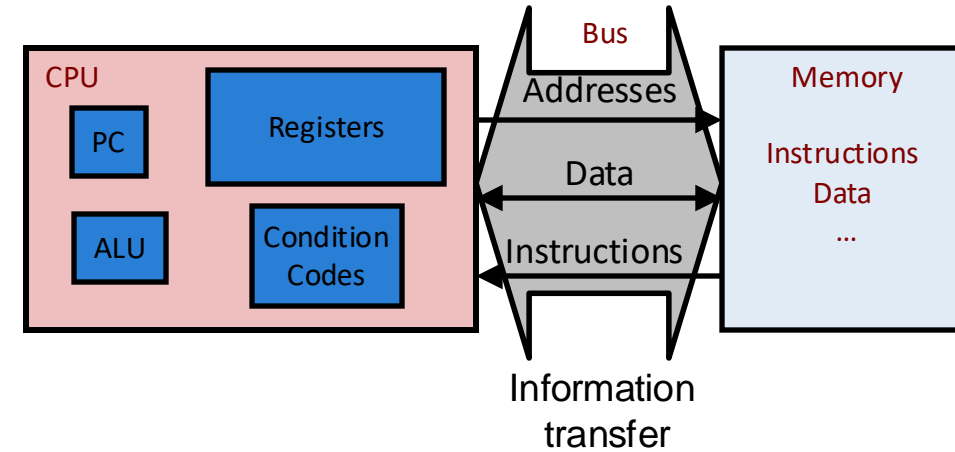 CPU
PC
Registers
ALU
Condition
Codes
Bus
Addresses
Data
Instructions
Information
transfer
Memory
Instructions
Data
...